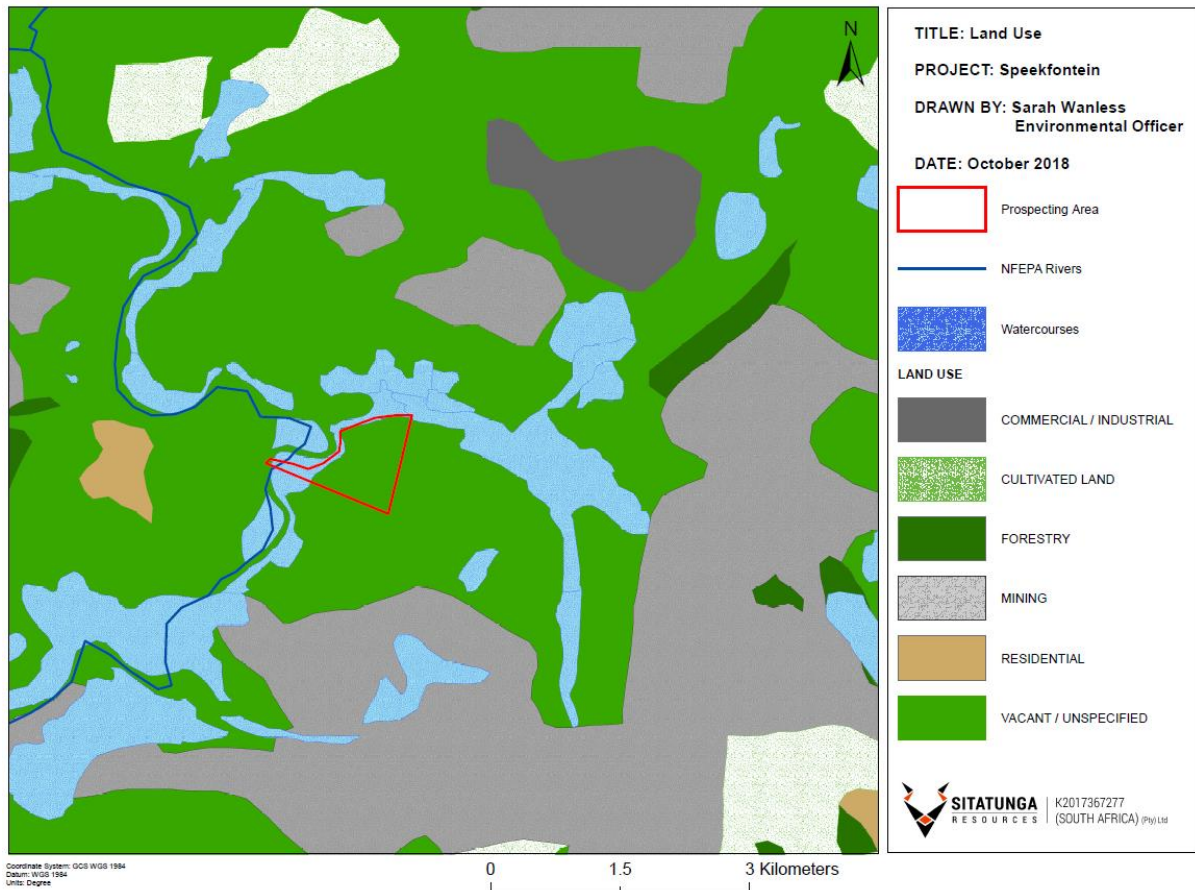 N
TITLE: Land Use
PROJECT: Speekfontein
DRAWN BY: Sarah Wanless
Environmental Officer
DATE: October 2018
Prospecting Area
NFEPA Rivers
Watercourses
LAND USE
COMMERCIAL / INDUSTRIAL
CULTIVATED LAND
FORESTRY
MINING
RESIDENTIAL
VACANT / UNSPECIFIED
SITATUNGA
RESOURCES
K2017367277
(SOUTH AFRICA) (Pty) Ltd
Coordinate System: GCS WGS 1984
Datum: WGS 1984
Units: Degree
0 1.5 3 Kilometers